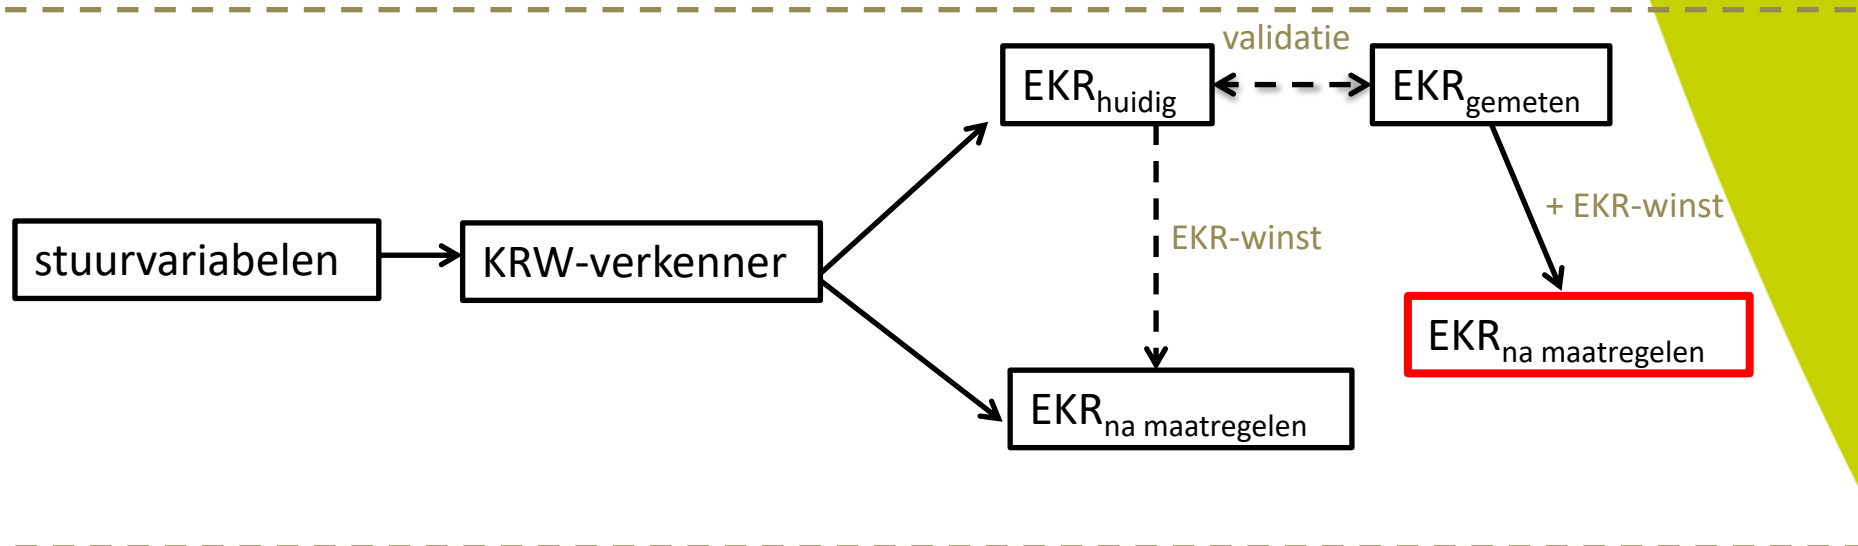 validatie
EKRhuidig
EKRgemeten
+ EKR-winst
EKR-winst
stuurvariabelen
KRW-verkenner
EKRna maatregelen
EKRna maatregelen